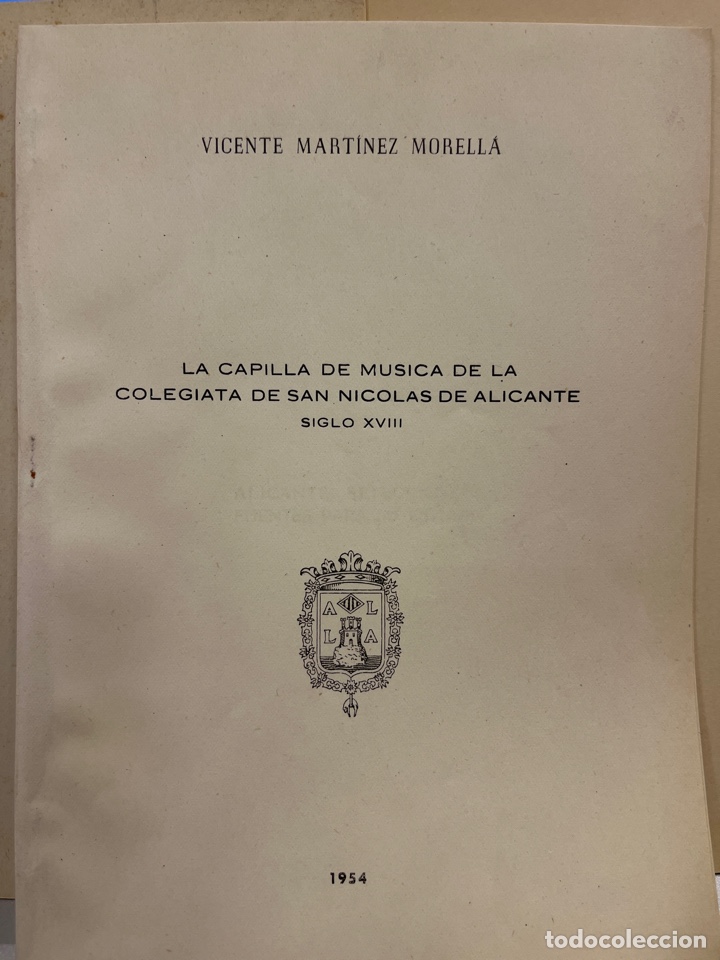 VICENTE MARTÍNEZ MORELLÁ
LA CAPILLA DE MUSICA DE LA
COLEGIATA DE SAN NICOLAS DE ALICANTE
SIGLO XVIII
A L
L A
1954
todocoleccion